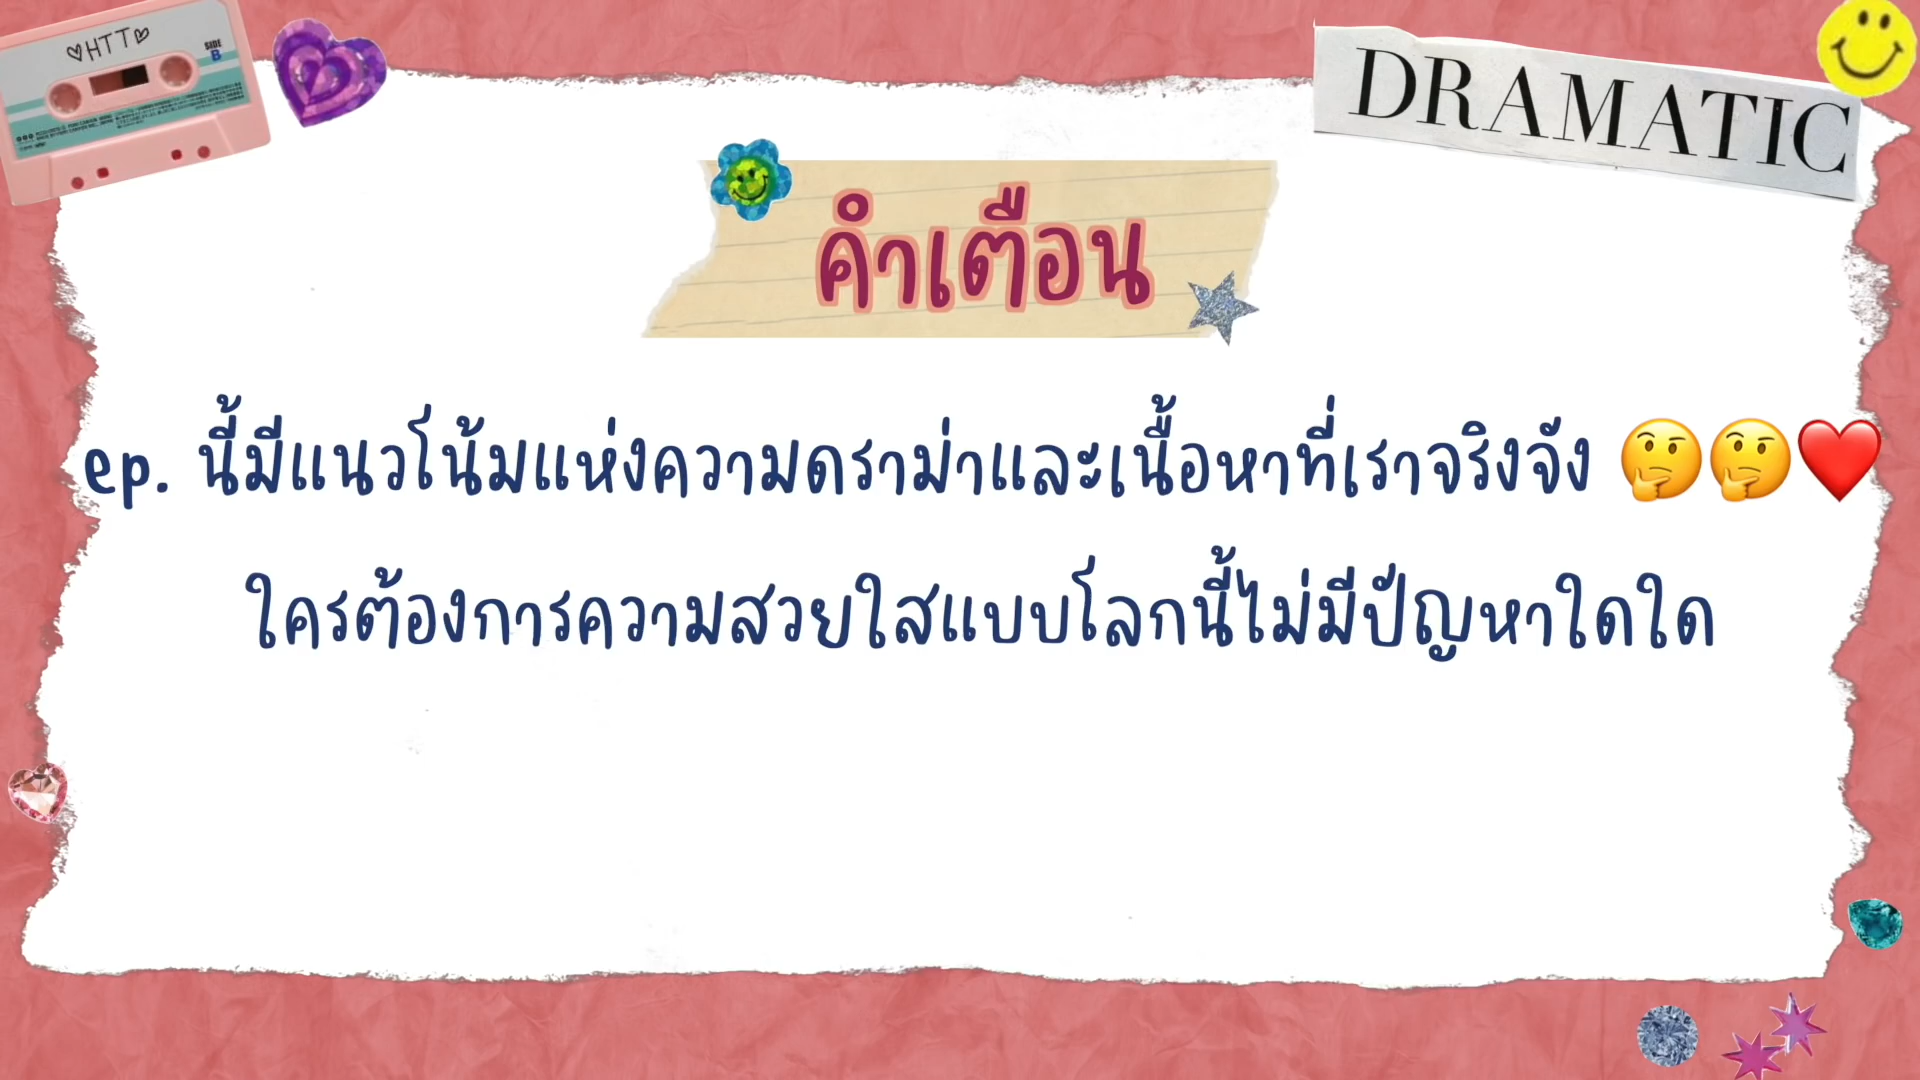 ♡HTT♡
SIDE
B
DRAMATIC
คำเตือน
ep. นี้มีแนวโน้มแห่งความดราม่าและเนื้อหาที่เราจริงจัง 🤔🤔❤️
ใครต้องการความสวยใสแบบโลกนี้ไม่มีปัญหาใดใด